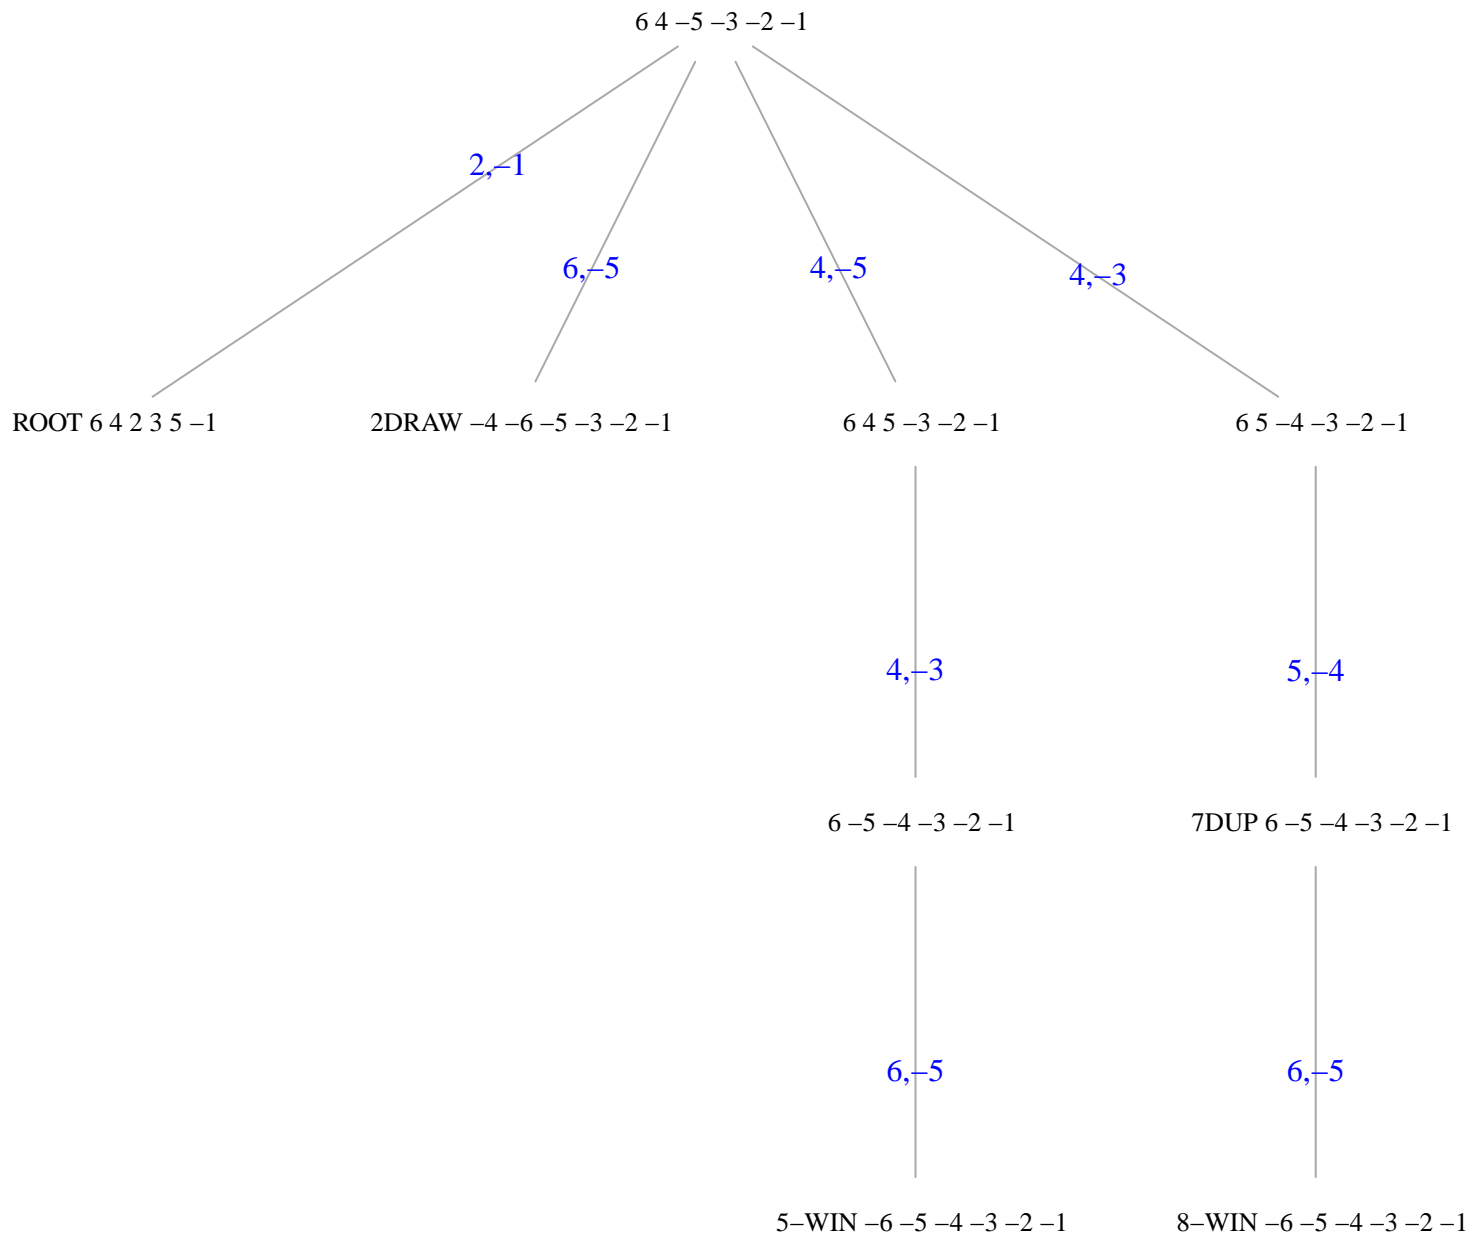 6 4 –5 –3 –2 –1
2,–1
6,–5
4,–5
4,–3
ROOT 6 4 2 3 5 –1
2DRAW –4 –6 –5 –3 –2 –1
6 4 5 –3 –2 –1
6 5 –4 –3 –2 –1
4,–3
5,–4
6 –5 –4 –3 –2 –1
7DUP 6 –5 –4 –3 –2 –1
6,–5
6,–5
5–WIN –6 –5 –4 –3 –2 –1
8–WIN –6 –5 –4 –3 –2 –1